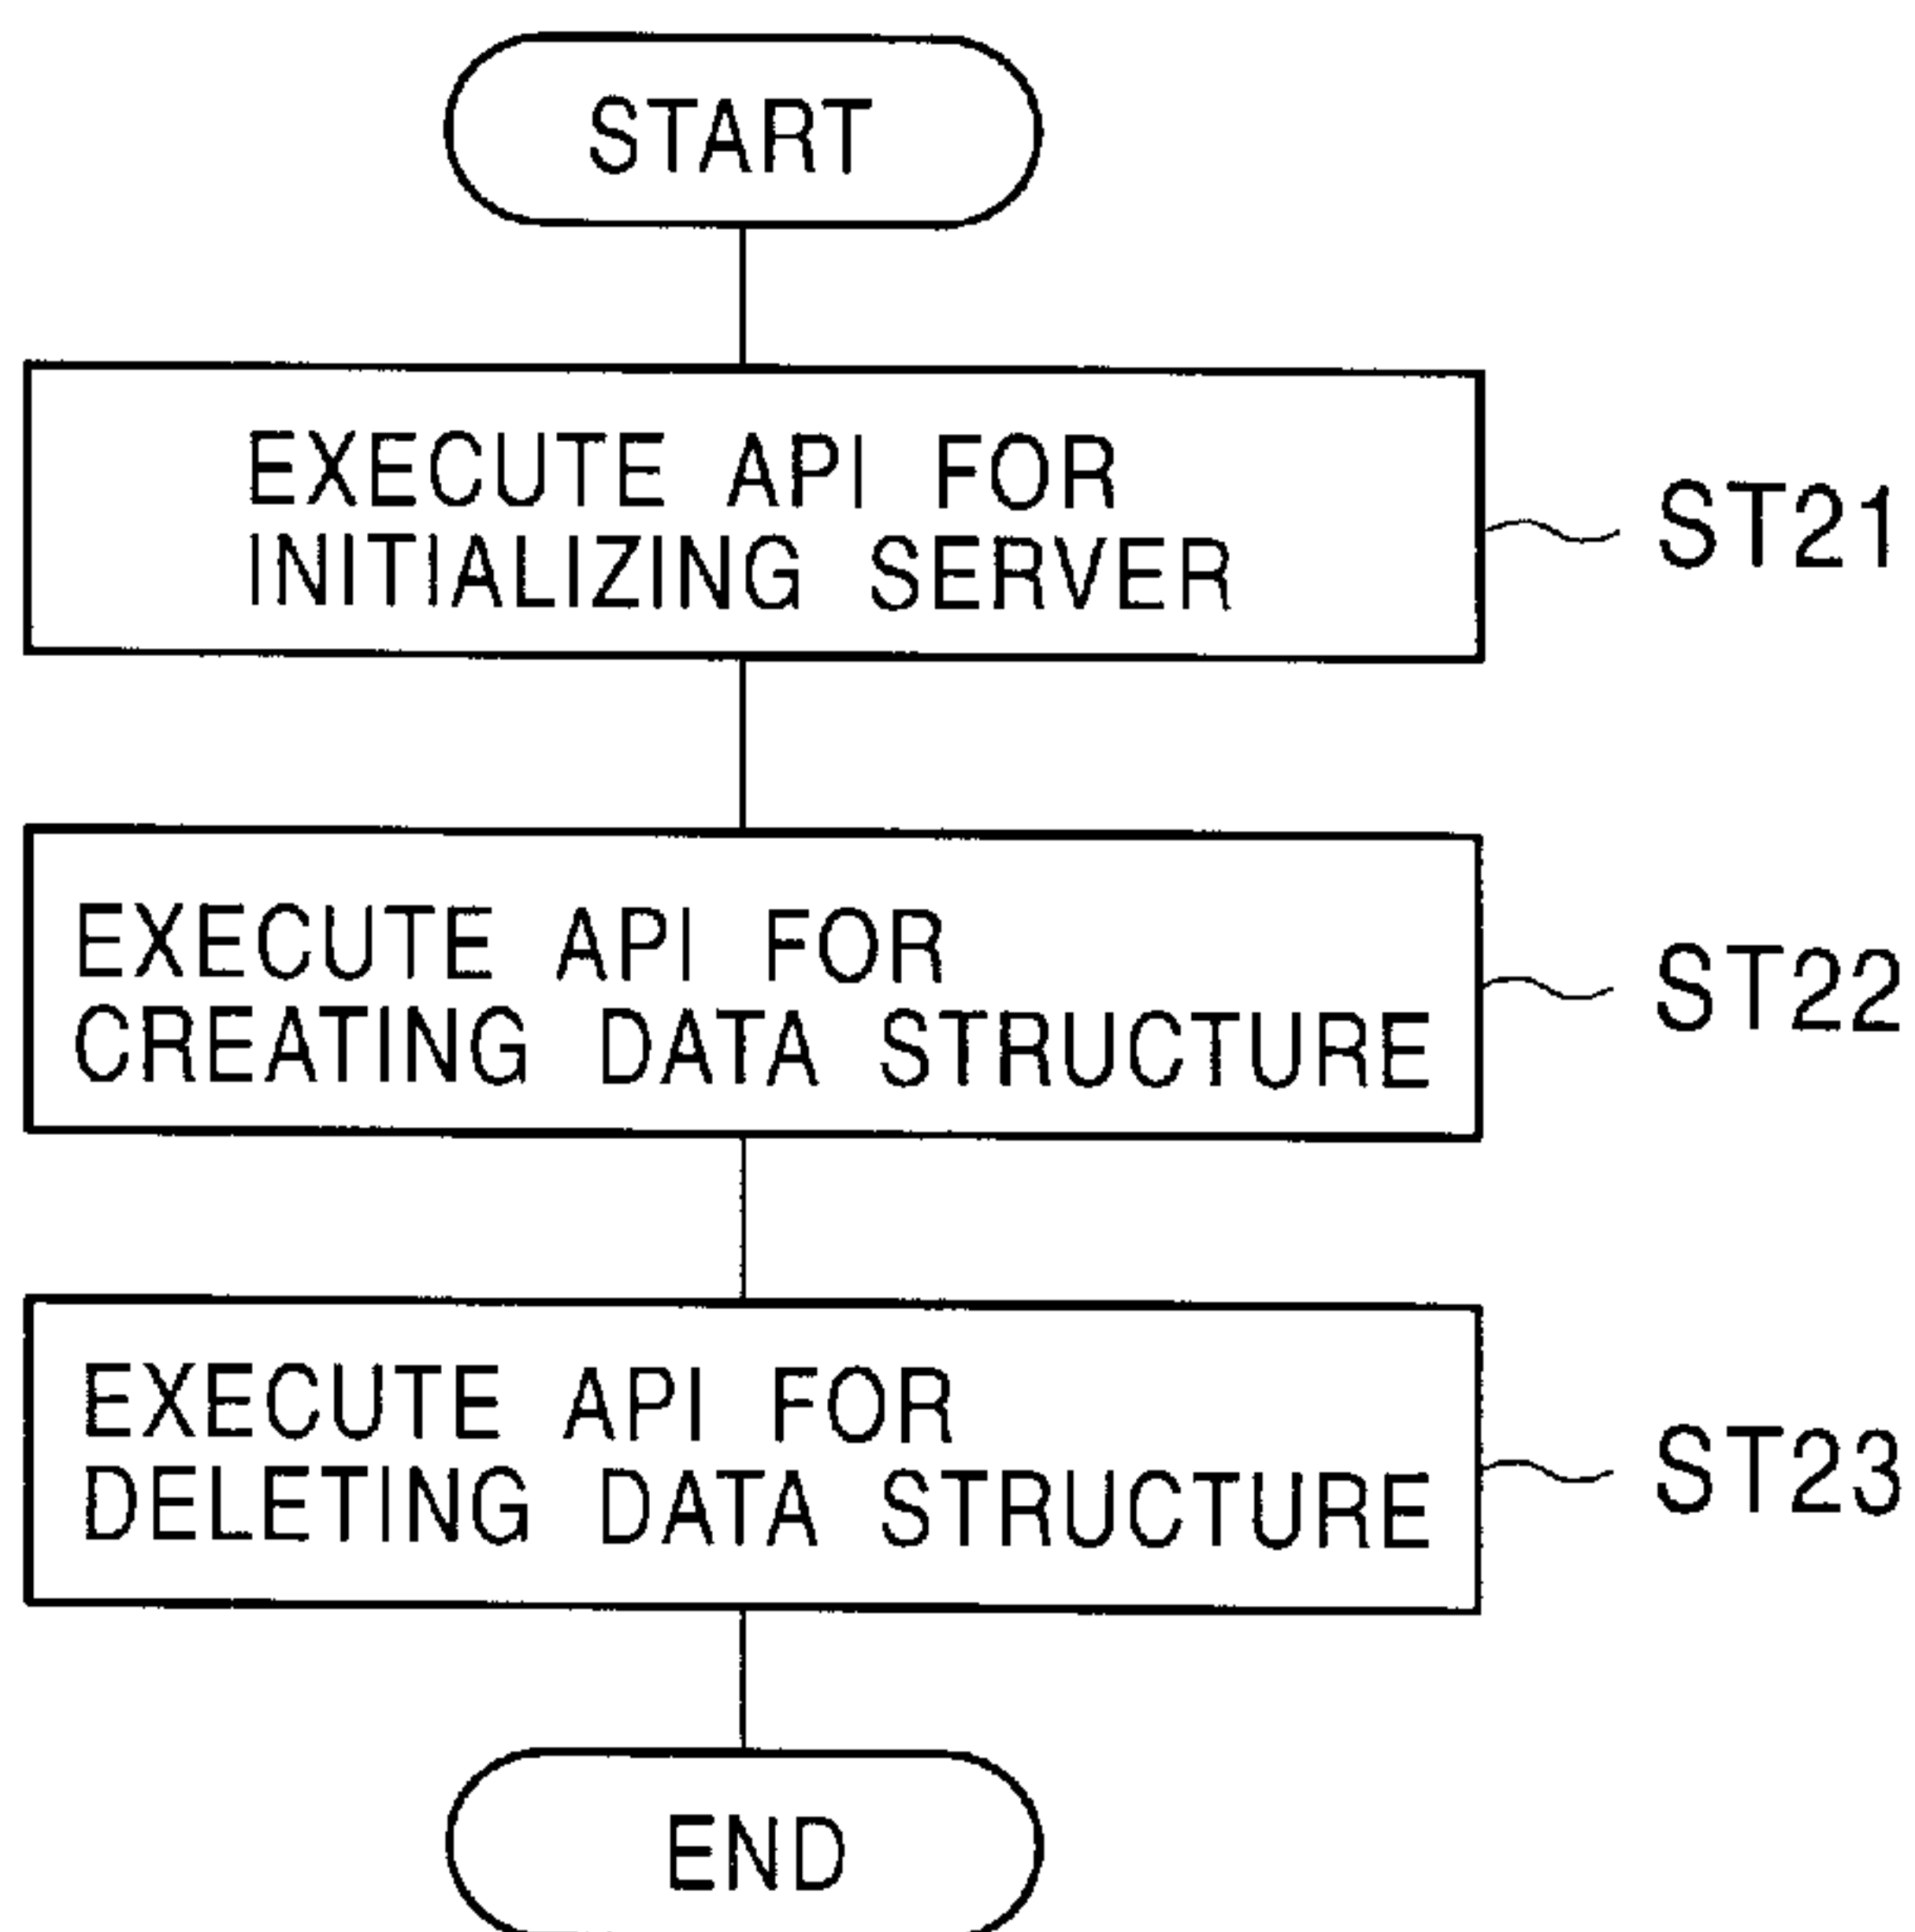 START
EXECUTE API FOR
INITIALIZING SERVER
ST21
EXECUTE API FOR
CREATING DATA STRUCTURE
ST22
EXECUTE API FOR
DELETING DATA STRUCTURE
ST23
END